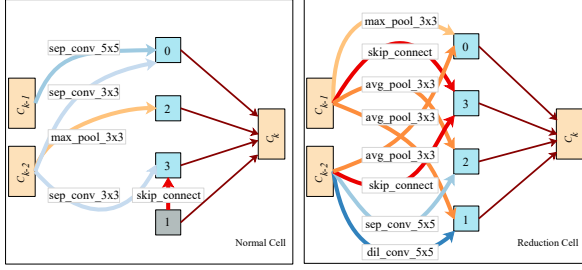 sep_conv_5x5
0
C_{k-1}
sep_conv_3x3
2
C_k
max_pool_3x3
C_{k-2}
3
sep_conv_3x3
skip_connect
1
Normal Cell
max_pool_3x3
0
skip_connect
C_{k-1}
avg_pool_3x3
3
avg_pool_3x3
C_k
avg_pool_3x3
2
C_{k-2}
skip_connect
sep_conv_5x5
1
dil_conv_5x5
Reduction Cell